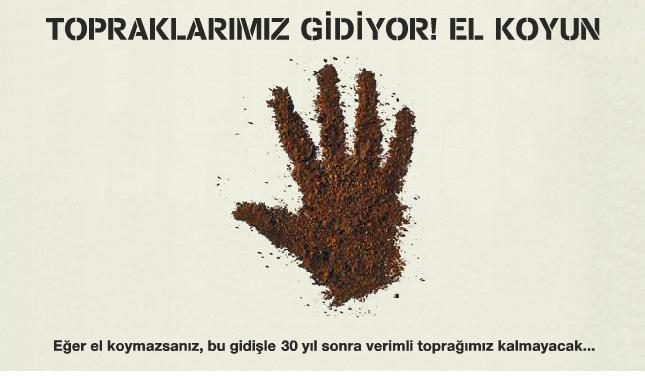 TOPRAKLARIMIZ GİDİYOR! EL KOYUN
Eğer el koymazsanız, bu gidişle 30 yıl sonra verimli toprağımız kalmayacak...